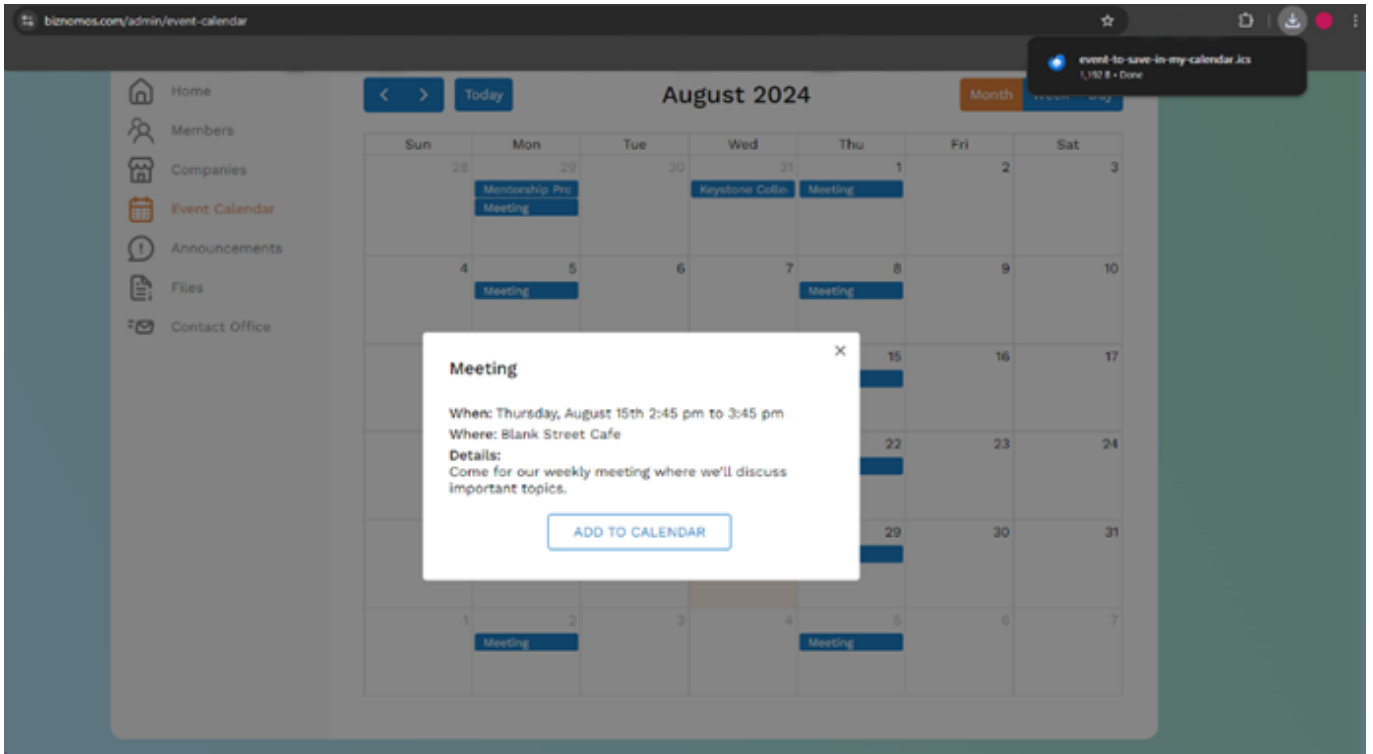 biznomos.com/admin/event-calendar
event-to-save-in-my-calendar.ics
1,192 B • Done
Home
Members
Companies
Event Calendar
Announcements
Files
Contact Office
Today
August 2024
Month
Sun Mon Tue Wed Thu Fri Sat
28 29 30 31 1 2 3
Mentorship Pro
Keystone Colle
Meeting
Meeting
4 5 6 7 8 9 10
Meeting Meeting
15 16 17
22 23 24
29 30 31
1 2 3 4 5 6 7
Meeting Meeting
Meeting
When: Thursday, August 15th 2:45 pm to 3:45 pm
Where: Blank Street Cafe
Details:
Come for our weekly meeting where we'll discuss
important topics.
ADD TO CALENDAR